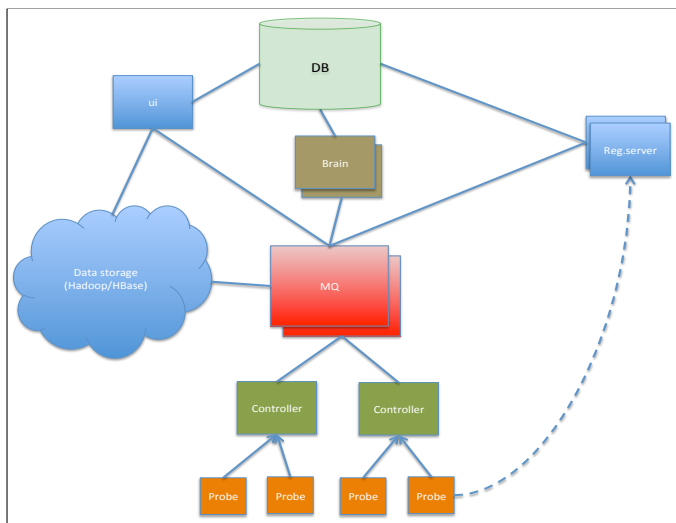 DB
ui
Brain
Reg.server
Data storage
(Hadoop/HBase)
MQ
Controller
Controller
Probe
Probe
Probe
Probe